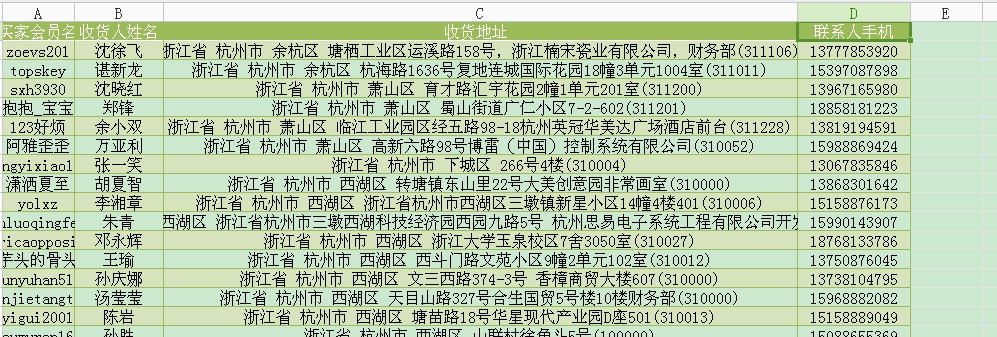 A B C D E
买家会员名 收货人姓名 收货地址 联系人手机
zoevs201 沈徐飞 浙江省 杭州市 余杭区 塘栖工业区运溪路158号, 浙江楠宋瓷业有限公司, 财务部(311106) 13777853920
topskey 谌新龙 浙江省 杭州市 余杭区 杭海路1636号复地连城国际花园18幢3单元1004室(311011) 15397087898
sxh3930 沈晓红 浙江省 杭州市 萧山区 育才路汇宇花园2幢1单元201室(311200) 13967165980
抱抱_宝宝 郑锋 浙江省 杭州市 萧山区 蜀山街道广仁小区7-2-602(311201) 18858181223
123好烦 余小双 浙江省 杭州市 萧山区 临江工业园区经五路98-18杭州英冠华美达广场酒店前台(311228) 13819194591
阿雅歪歪 万亚利 浙江省 杭州市 萧山区 高新六路98号博雷（中国）控制系统有限公司(310052) 15988869424
ngyixiao1 张一笑 浙江省 杭州市 下城区 266号4楼(310004) 13067835846
潇洒夏至 胡夏智 浙江省 杭州市 西湖区 转塘镇东山里22号大美创意园非常画室(310000) 13868301642
yolxz 李湘章 浙江省 杭州市 西湖区 浙江省杭州市西湖区三墩镇新星小区14幢4楼401(310006) 15158876173
luoqingfe 朱青 西湖区 浙江省杭州市三墩西湖科技经济园西园九路5号 杭州思易电子系统工程有限公司开发 15990143907
ricaopposi 邓永辉 浙江省 杭州市 西湖区 浙江大学玉泉校区7舍3050室(310027) 18768133786
芋头的骨头 王瑜 浙江省 杭州市 西湖区 西斗门路文苑小区9幢2单元102室(310012) 13750876045
unyuhan51 孙庆娜 浙江省 杭州市 西湖区 文三西路374-3号 香樟商贸大楼607(310000) 13738104795
njietangt 汤莹莹 浙江省 杭州市 西湖区 天目山路327号合生国贸5号楼10楼财务部(310000) 15968882082
yigui2001 陈岩 浙江省 杭州市 西湖区 塘苗路18号华星现代产业园D座501(310013) 15158889049